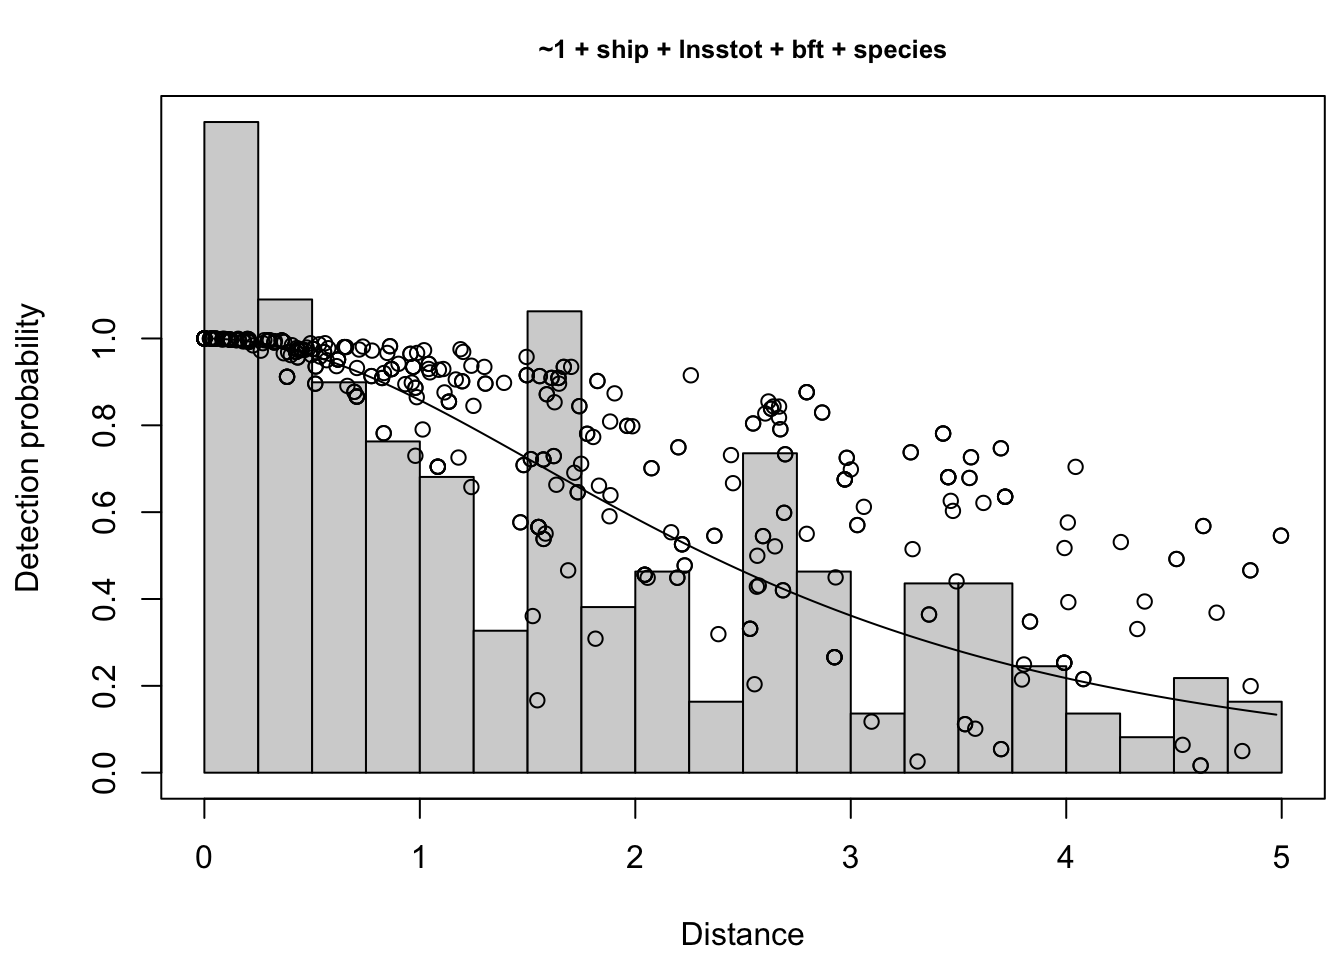 ~1 + ship + lnsstot + bft + species
Detection probability
1.0
0.8
0.6
0.4
0.2
0.0
0 1 2 3 4 5
Distance